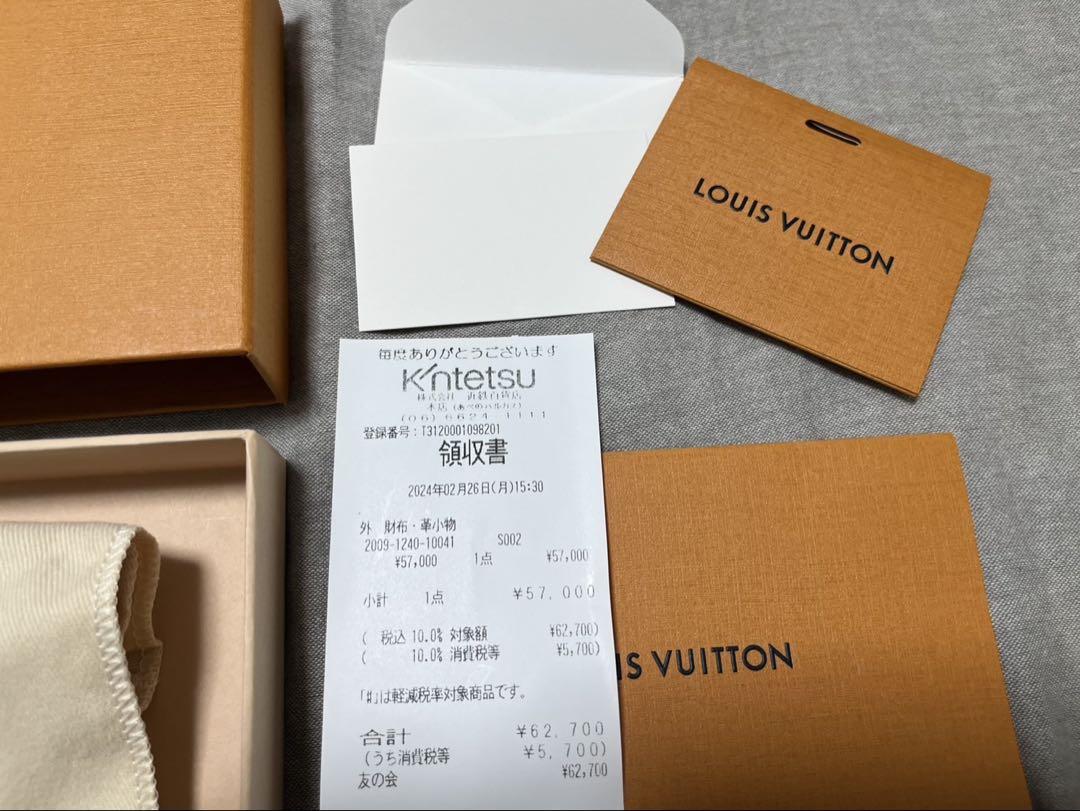 LOUIS VUITTON
毎度ありがとうございます
Kintetsu
株式会社 近鉄百貨店
本店 (あべのハルカス)
(06) 6624-1111
登録番号:T3120001098201
領収書
2024年02月26日(月)15:30
外 財布・革小物
2009-1240-10041 S002
¥57,000 1点 ¥57,000
小計 1点 ¥57,000
( 税込 10.0% 対象額 ¥62,700)
( 10.0% 消費税等 ¥5,700)
「#」は軽減税率対象商品です。
合計 ¥62,700
(うち消費税等 ¥5,700)
友の会 ¥62,700
IS VUITTON